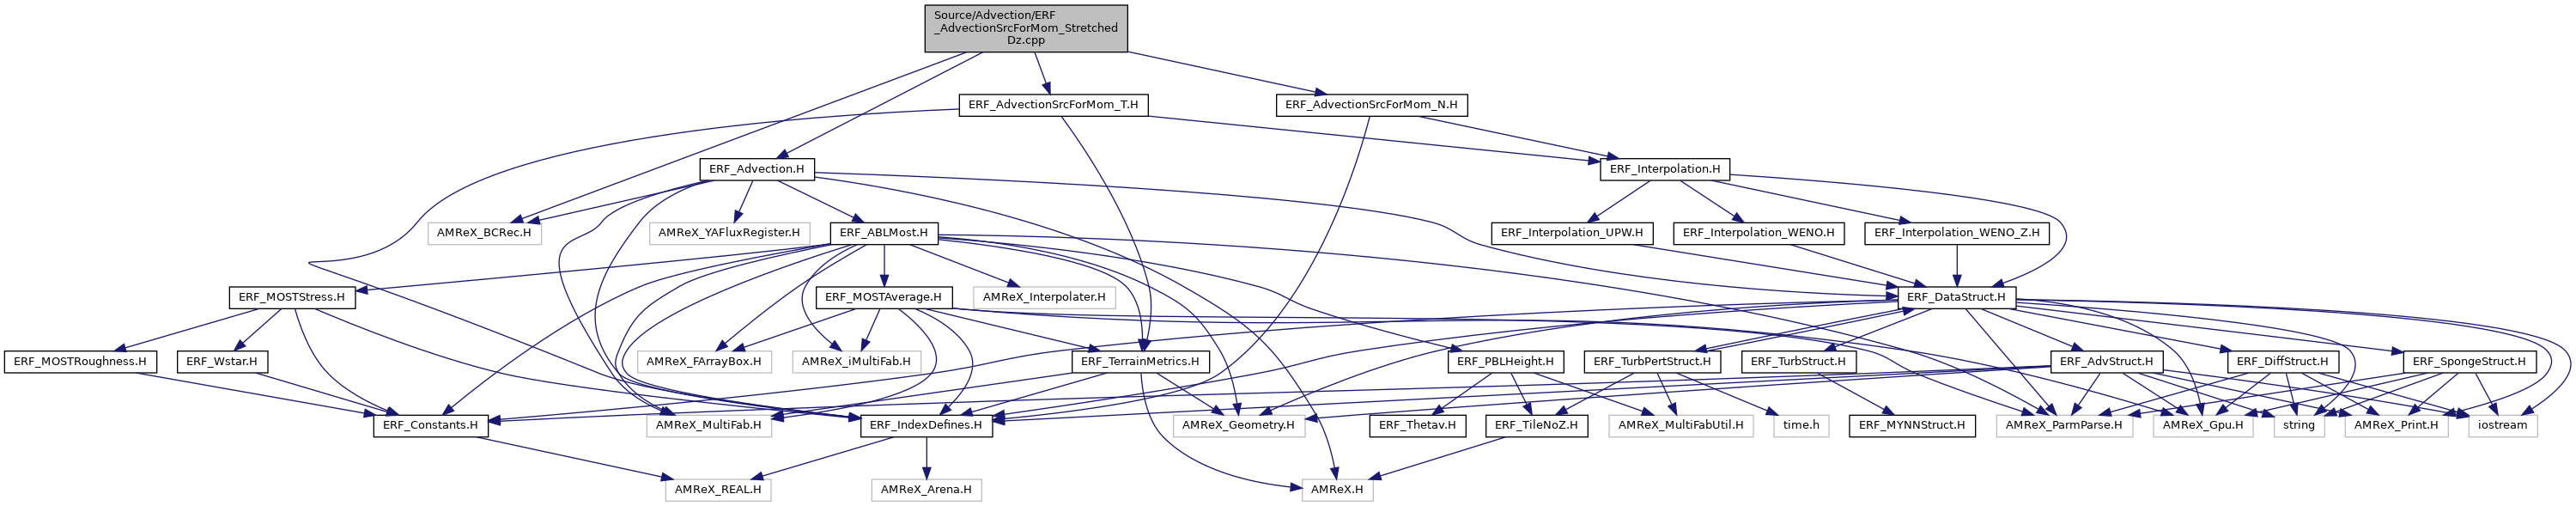 Source/Advection/ERF
_AdvectionSrcForMom_Stretched
Dz.cpp
ERF_AdvectionSrcForMom_T.H
ERF_AdvectionSrcForMom_N.H
ERF_Advection.H
ERF_Interpolation.H
AMReX_BCRec.H
AMReX_YAFluxRegister.H
ERF_ABLMost.H
ERF_Interpolation_UPW.H
ERF_Interpolation_WENO.H
ERF_Interpolation_WENO_Z.H
ERF_MOSTStress.H
ERF_MOSTAverage.H
AMReX_Interpolater.H
ERF_DataStruct.H
ERF_MOSTRoughness.H
ERF_Wstar.H
AMReX_FArrayBox.H
AMReX_iMultiFab.H
ERF_TerrainMetrics.H
ERF_PBLHeight.H
ERF_TurbPertStruct.H
ERF_TurbStruct.H
ERF_AdvStruct.H
ERF_DiffStruct.H
ERF_SpongeStruct.H
ERF_Constants.H
AMReX_MultiFab.H
ERF_IndexDefines.H
AMReX_Geometry.H
ERF_Thetav.H
ERF_TileNoZ.H
AMReX_MultiFabUtil.H
time.h
ERF_MYNNStruct.H
AMReX_ParmParse.H
AMReX_Gpu.H
string
AMReX_Print.H
iostream
AMReX_REAL.H
AMReX_Arena.H
AMReX.H